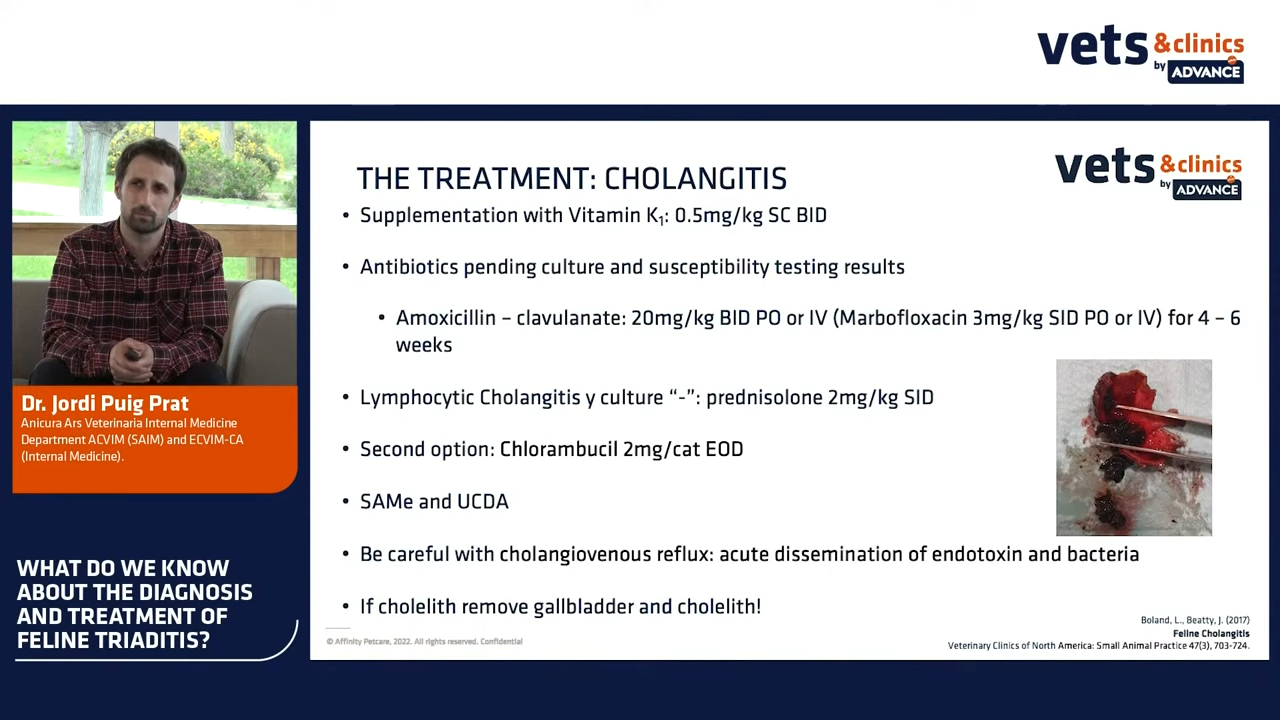 vets &clinics
by ADVANCE
vets &clinics
by ADVANCE
THE TREATMENT: CHOLANGITIS
• Supplementation with Vitamin K₁: 0.5mg/kg SC BID
• Antibiotics pending culture and susceptibility testing results
• Amoxicillin – clavulanate: 20mg/kg BID PO or IV (Marbofloxacin 3mg/kg SID PO or IV) for 4 – 6
weeks
• Lymphocytic Cholangitis y culture “-”: prednisolone 2mg/kg SID
• Second option: Chlorambucil 2mg/cat EOD
• SAMe and UCDA
• Be careful with cholangiovenous reflux: acute dissemination of endotoxin and bacteria
• If cholelith remove gallbladder and cholelith!
© Affinity Petcare, 2022. All rights reserved. Confidential
Boland, L., Beatty, J. (2017)
Feline Cholangitis
Veterinary Clinics of North America: Small Animal Practice 47(3), 703-724.
Dr. Jordi Puig Prat
Anicura Ars Veterinaria Internal Medicine
Department ACVIM (SAIM) and ECVIM-CA
(Internal Medicine).
WHAT DO WE KNOW
ABOUT THE DIAGNOSIS
AND TREATMENT OF
FELINE TRIADITIS?